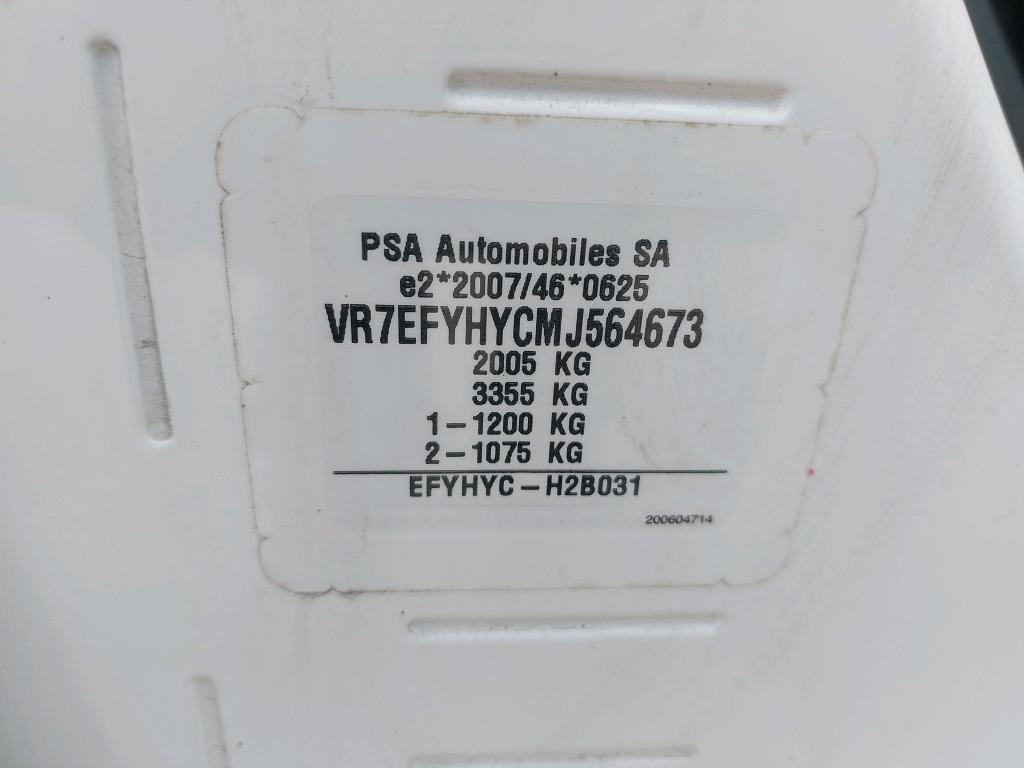 PSA Automobiles SA
e2*2007/46*0625
VR7EFYHYCMJ564673
2005 KG
3355 KG
1-1200 KG
2-1075 KG
EFYHYC-H2B031
200604714